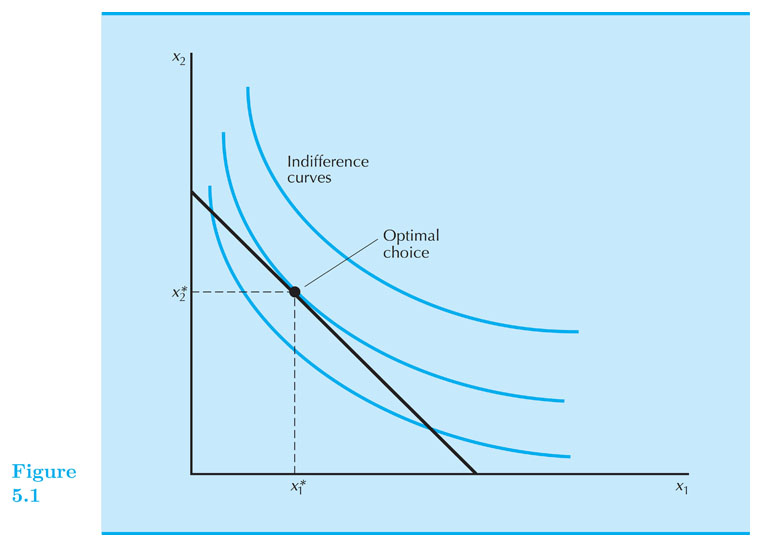 x₂
Indifference
curves
Optimal
choice
x₂*
x₁*
x₁
Figure
5.1